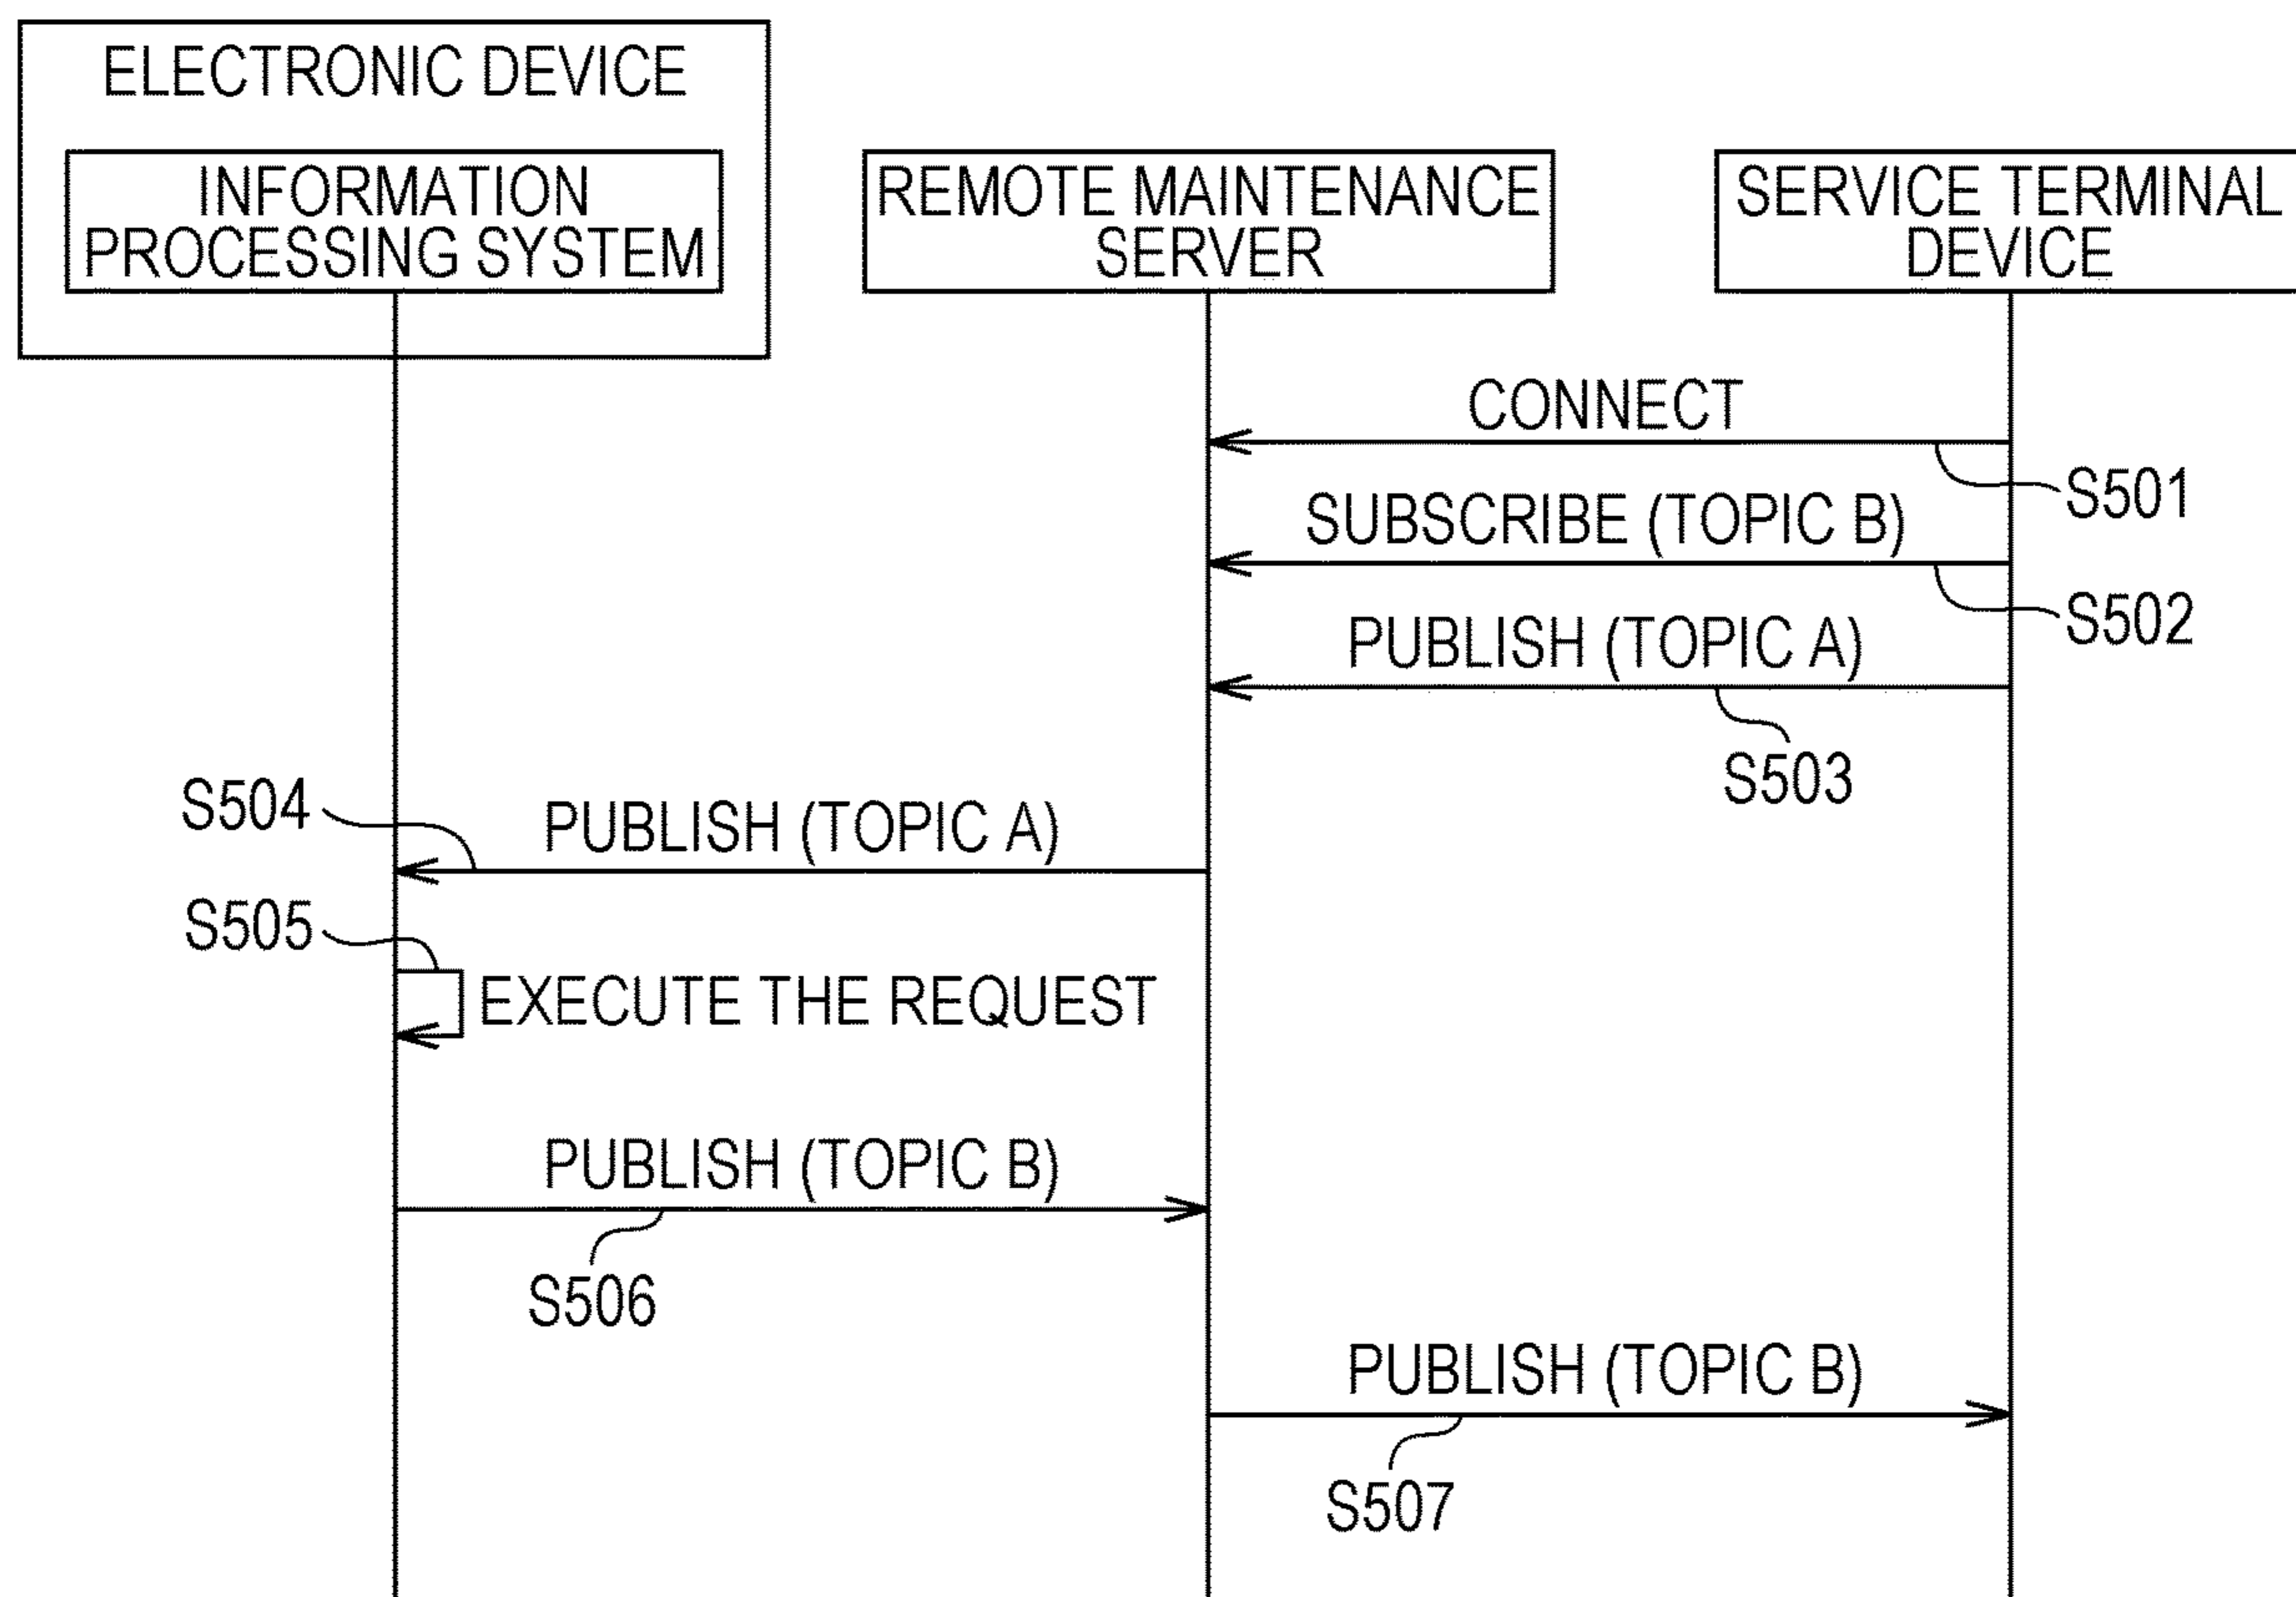 ELECTRONIC DEVICE
INFORMATION
PROCESSING SYSTEM
REMOTE MAINTENANCE
SERVER
SERVICE TERMINAL
DEVICE
CONNECT
S501
SUBSCRIBE (TOPIC B)
S502
PUBLISH (TOPIC A)
S503
S504
PUBLISH (TOPIC A)
S505
EXECUTE THE REQUEST
PUBLISH (TOPIC B)
S506
PUBLISH (TOPIC B)
S507